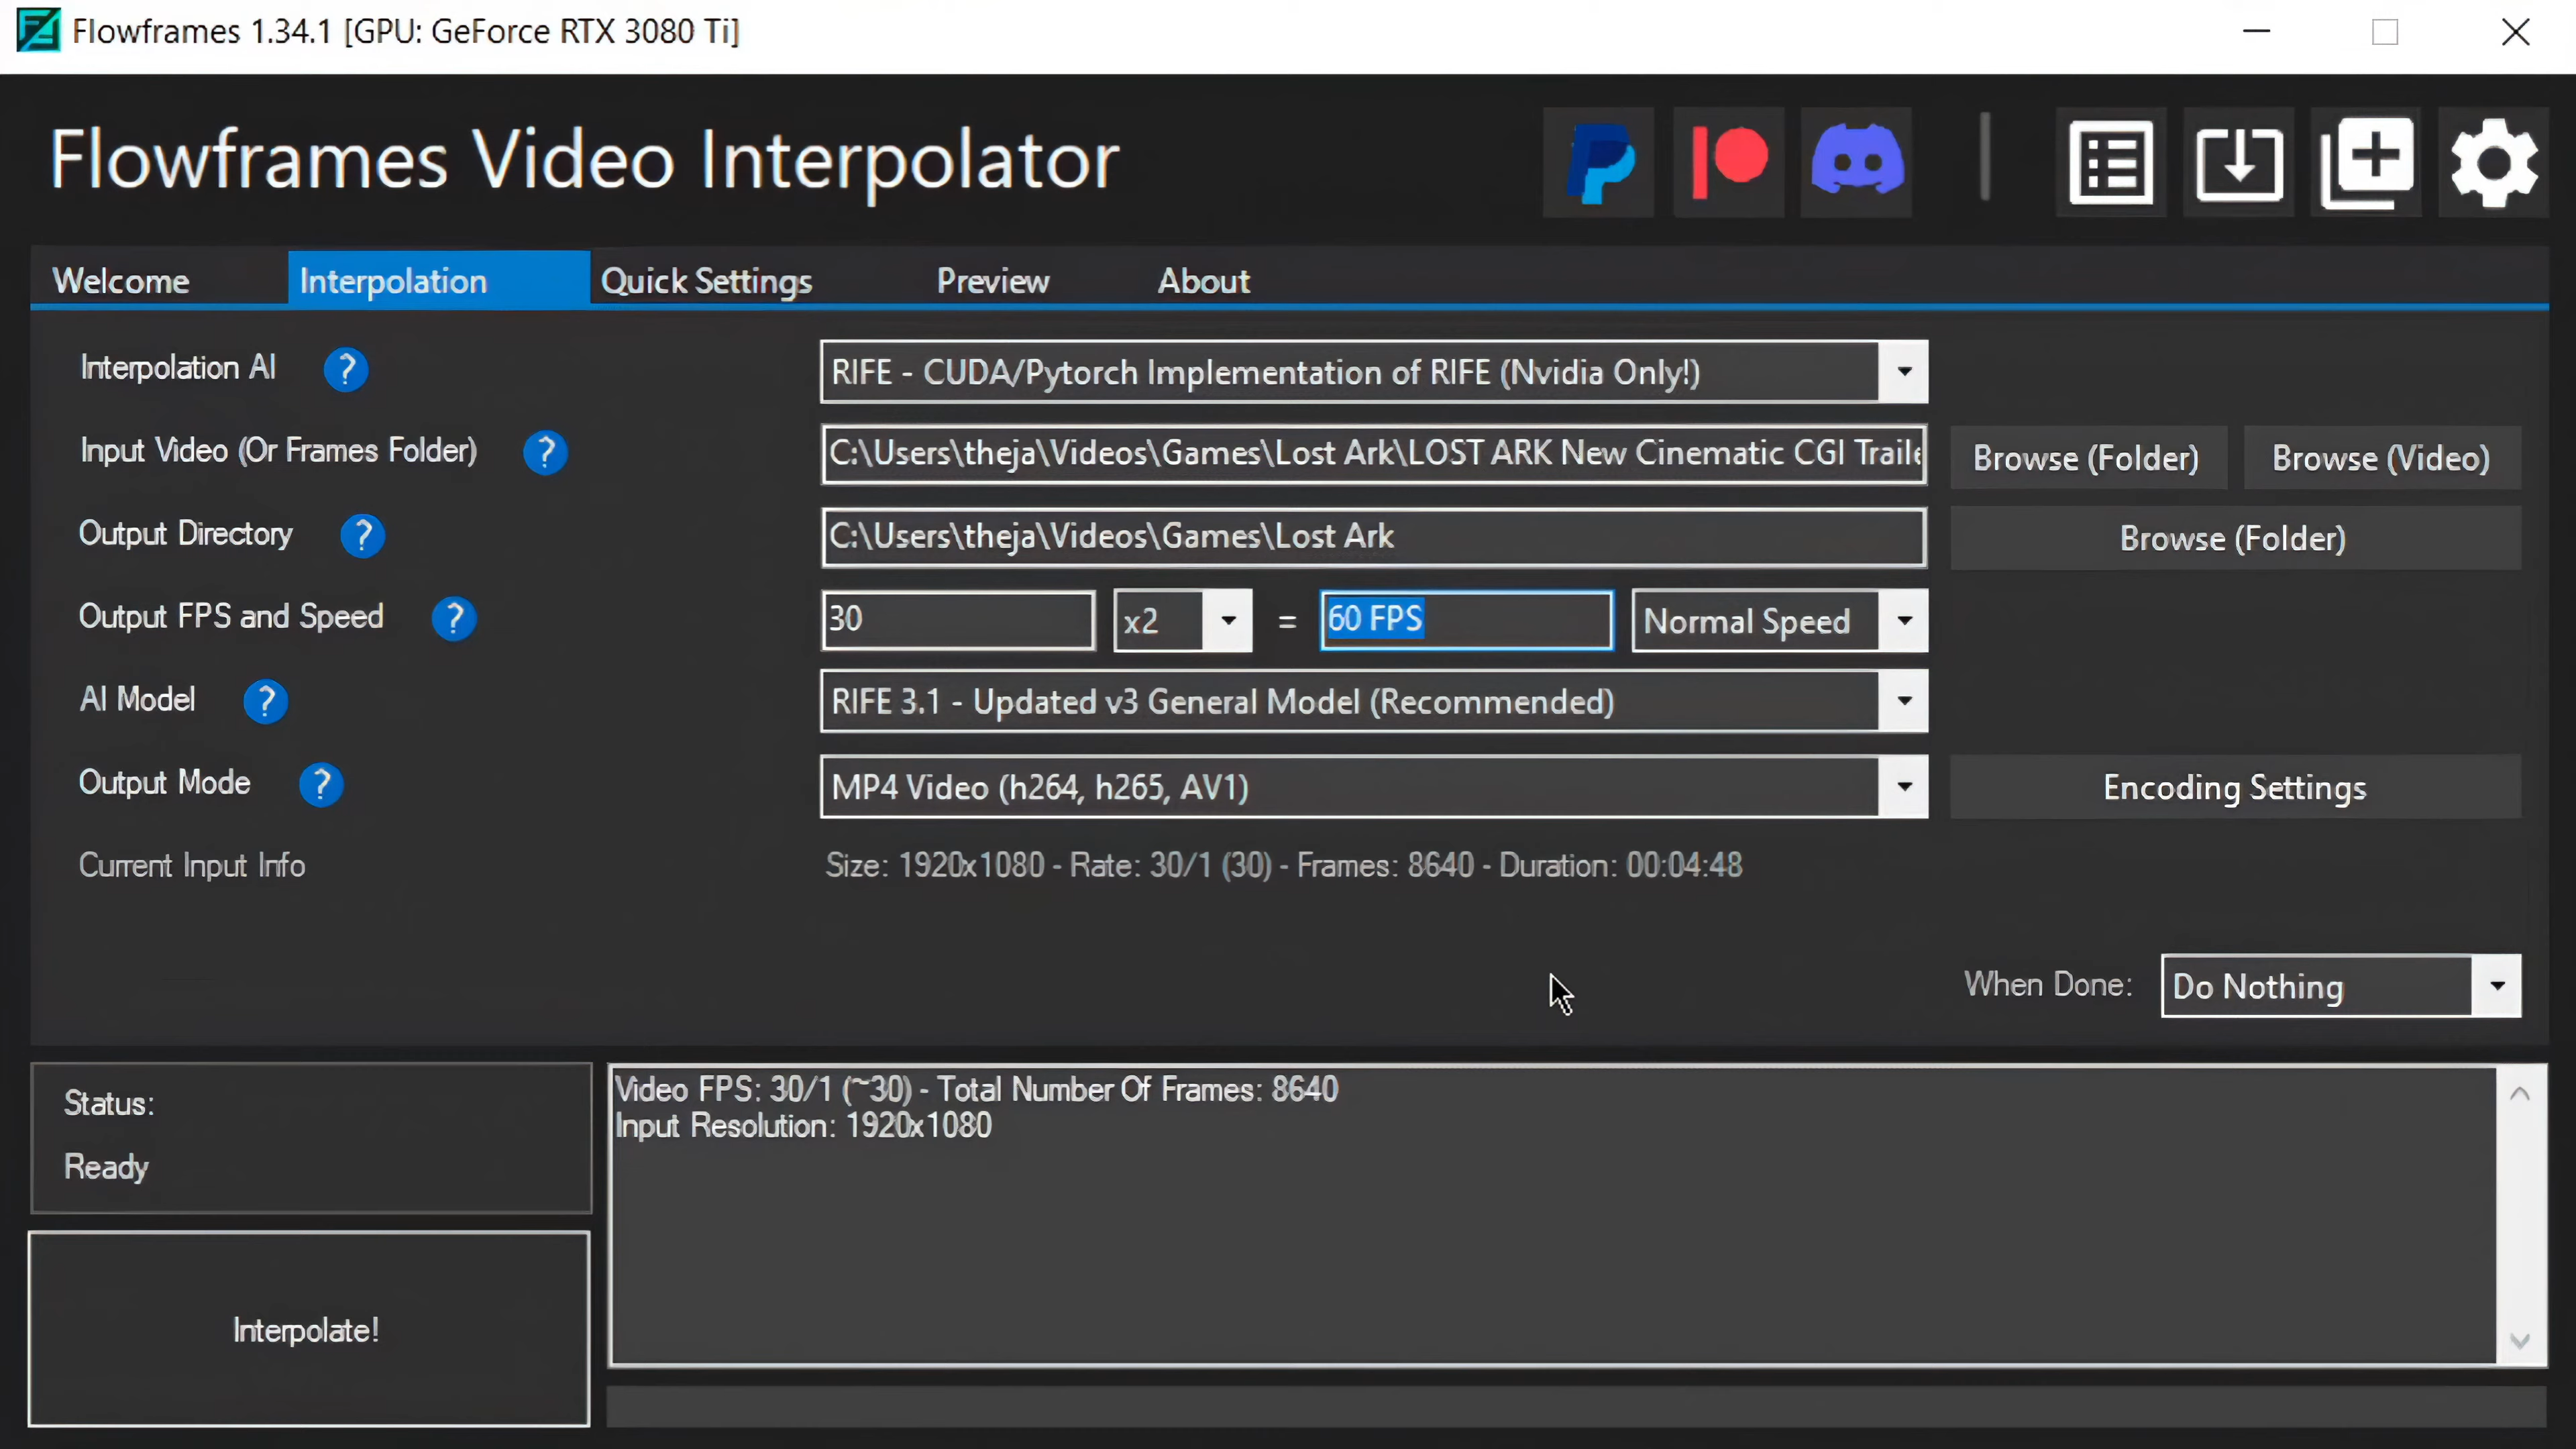 Flowframes 1.34.1 [GPU: GeForce RTX 3080 Ti]
Flowframes Video Interpolator
Welcome Interpolation Quick Settings Preview About
Interpolation AI ? RIFE - CUDA/Pytorch Implementation of RIFE (Nvidia Only!)
Input Video (Or Frames Folder) ? C:\Users\theja\Videos\Games\Lost Ark\LOST ARK New Cinematic CGI Traile Browse (Folder) Browse (Video)
Output Directory ? C:\Users\theja\Videos\Games\Lost Ark Browse (Folder)
Output FPS and Speed ? 30 x2 = 60 FPS Normal Speed
AI Model ? RIFE 3.1 - Updated v3 General Model (Recommended)
Output Mode ? MP4 Video (h264, h265, AV1) Encoding Settings
Current Input Info Size: 1920x1080 - Rate: 30/1 (30) - Frames: 8640 - Duration: 00:04:48
When Done: Do Nothing
Status:
Ready
Video FPS: 30/1 (~30) - Total Number Of Frames: 8640
Input Resolution: 1920x1080
Interpolate!